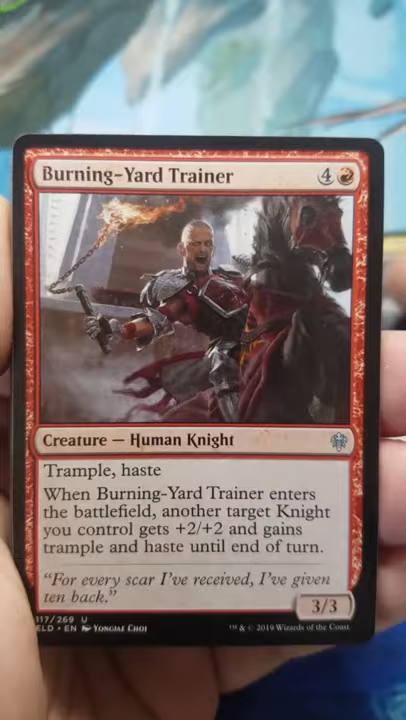 Burning-Yard Trainer 4
Creature — Human Knight
Trample, haste
When Burning-Yard Trainer enters
the battlefield, another target Knight
you control gets +2/+2 and gains
trample and haste until end of turn.
“For every scar I’ve received, I’ve given
ten back.”
3/3
117/269 U
ELD • EN Yongjae Choi
™ & © 2019 Wizards of the Coast